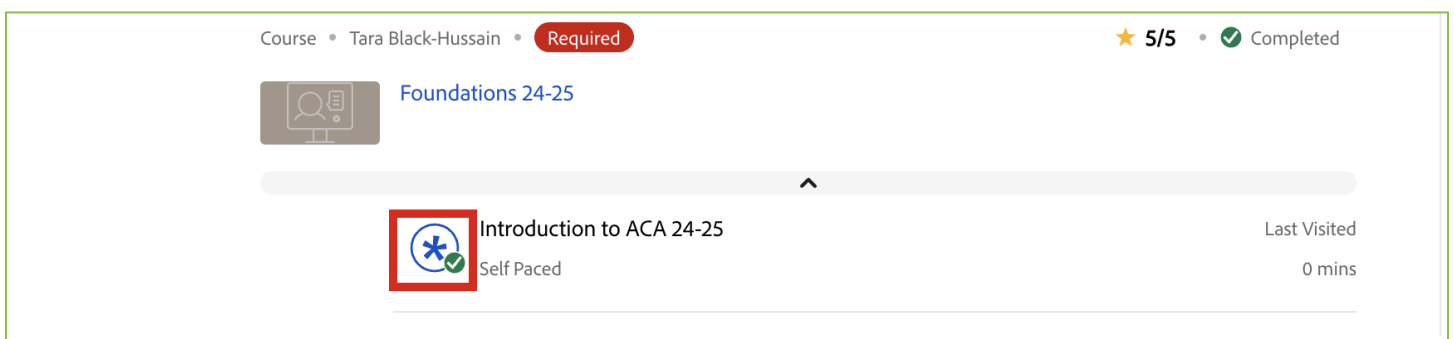 Course • Tara Black-Hussain • Required ★ 5/5 • Completed
Foundations 24-25
Introduction to ACA 24-25 Last Visited
Self Paced 0 mins